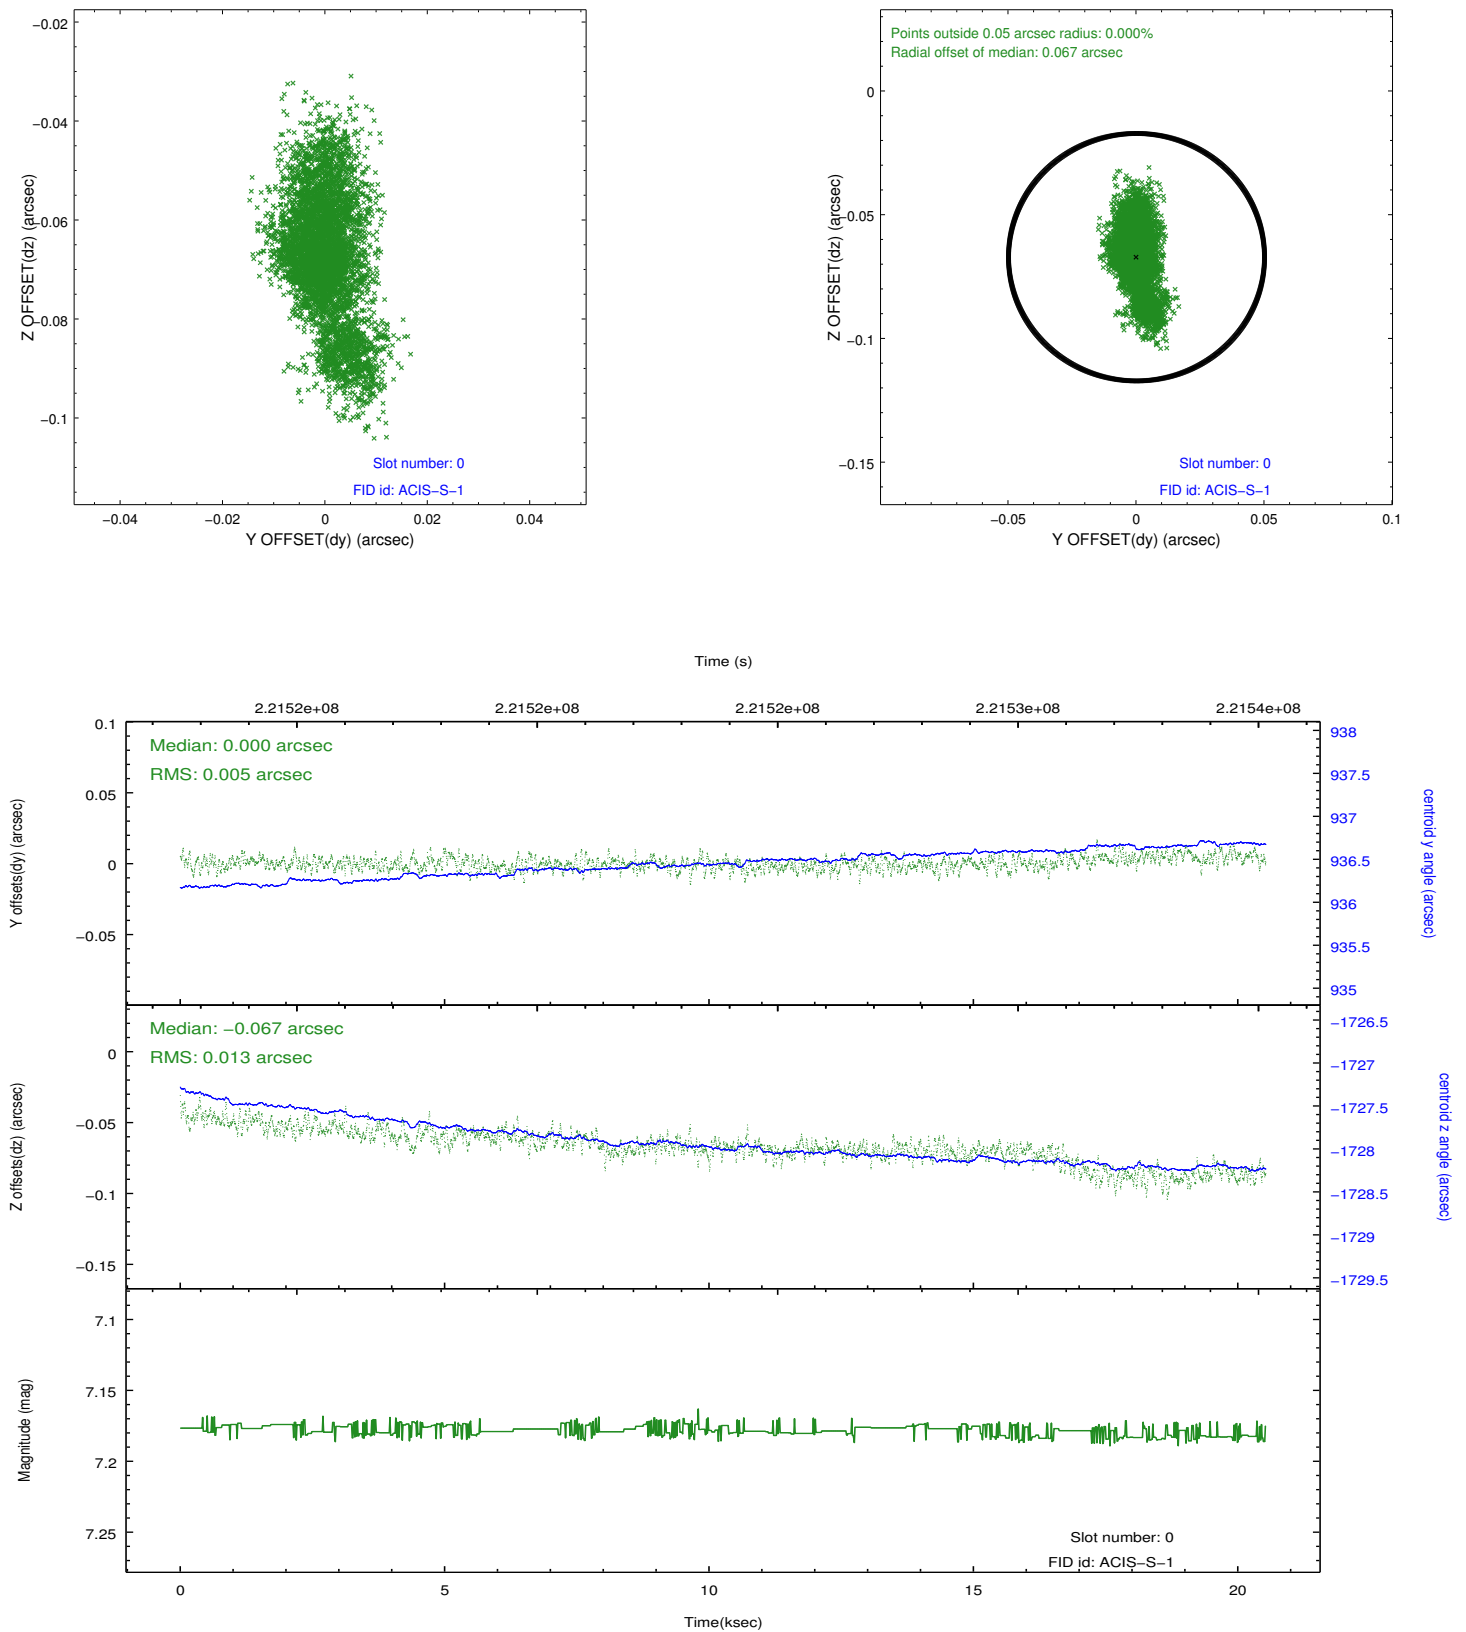 −0.02
−0.04
−0.06
−0.08
−0.1
Z OFFSET(dz) (arcsec)
Slot number: 0
FID id: ACIS−S−1
−0.04
−0.02
0
0.02
0.04
Y OFFSET(dy) (arcsec)
Points outside 0.05 arcsec radius: 0.000%
Radial offset of median: 0.067 arcsec
0
−0.05
−0.1
−0.15
Z OFFSET(dz) (arcsec)
Slot number: 0
FID id: ACIS−S−1
−0.05
0
0.05
0.1
Y OFFSET(dy) (arcsec)
Time (s)
2.2152e+08
2.2152e+08
2.2152e+08
2.2153e+08
2.2154e+08
0.1
0.05
0
−0.05
Y offsets(dy) (arcsec)
Median: 0.000 arcsec
RMS: 0.005 arcsec
938
937.5
937
936.5
936
935.5
935
centroid y angle (arcsec)
0
−0.05
−0.1
−0.15
Z offsets(dz) (arcsec)
Median: −0.067 arcsec
RMS: 0.013 arcsec
−1726.5
−1727
−1727.5
−1728
−1728.5
−1729
−1729.5
centroid z angle (arcsec)
7.1
7.15
7.2
7.25
Magnitude (mag)
Slot number: 0
FID id: ACIS−S−1
0
5
10
15
20
Time(ksec)